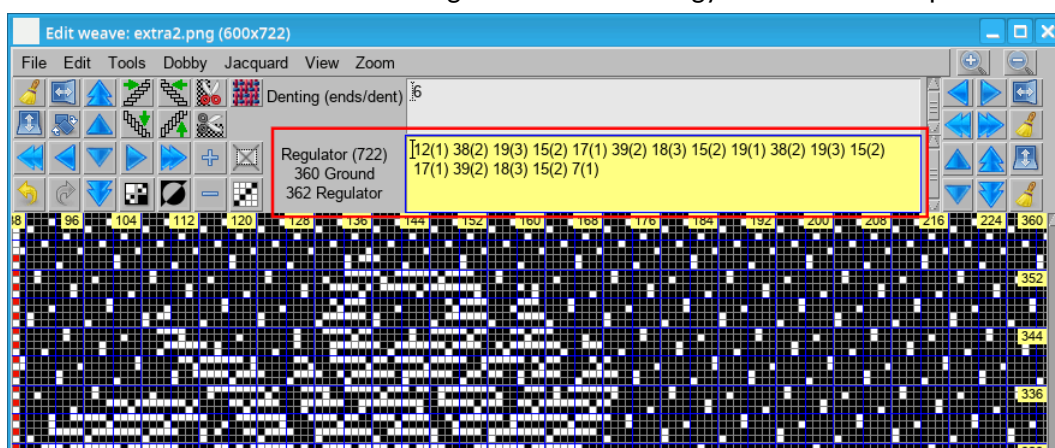 Edit weave: extra2.png (600x722)
File Edit Tools Dobby Jacquard View Zoom
Denting (ends/dent) 6
Regulator (722)
360 Ground
362 Regulator
12(1) 38(2) 19(3) 15(2) 17(1) 39(2) 18(3) 15(2) 19(1) 38(2) 19(3) 15(2)
17(1) 39(2) 18(3) 15(2) 7(1)
96 104 112 120 128 136 144 152 160 168 176 184 192 200 208 216 224 360
352
344
336